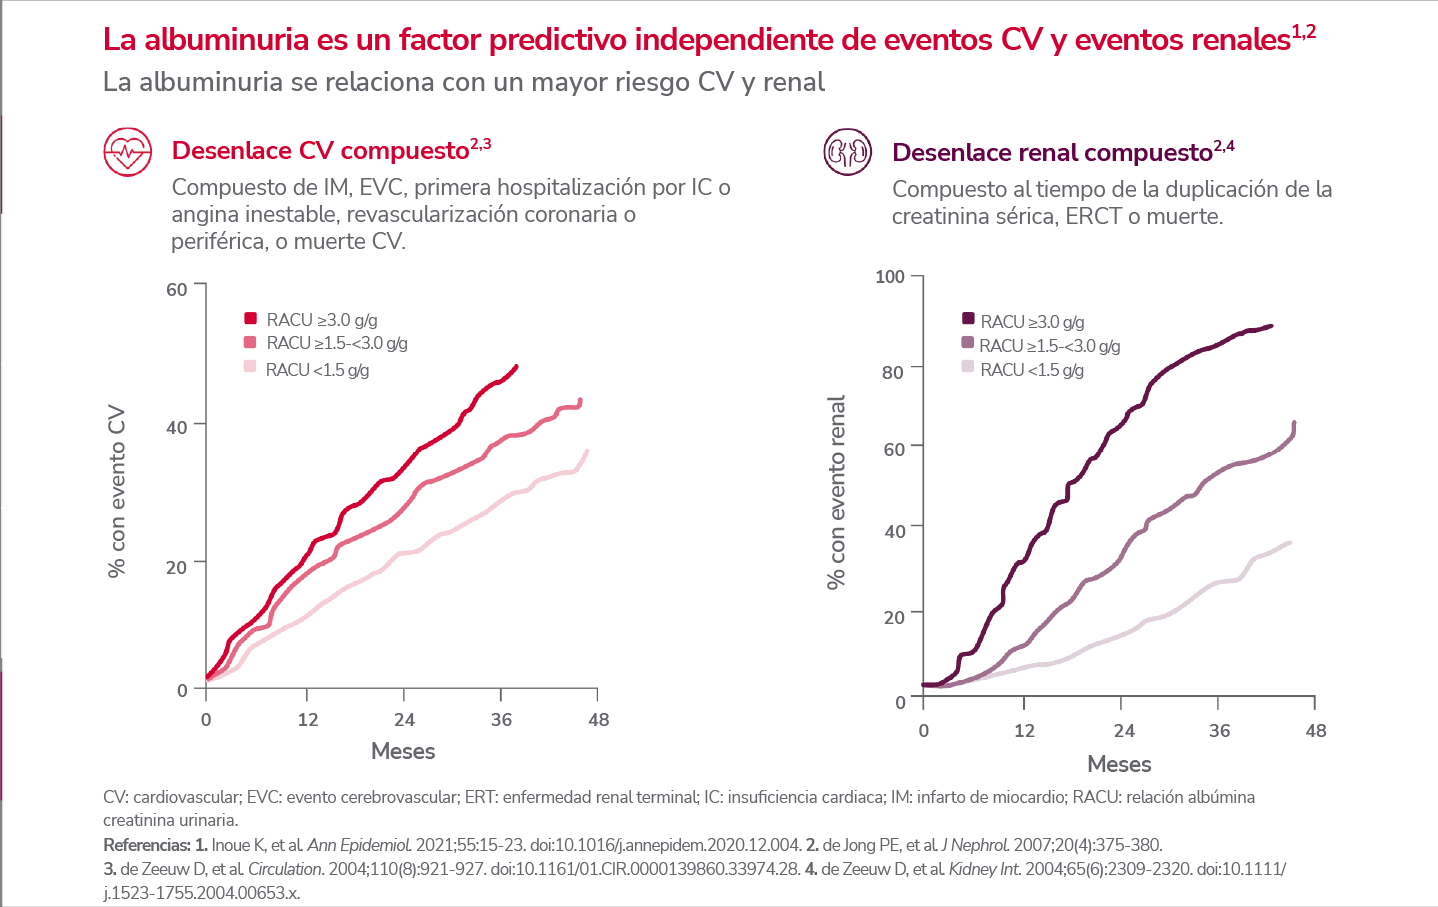 La albuminuria es un factor predictivo independiente de eventos CV y eventos renales1,2
La albuminuria se relaciona con un mayor riesgo CV y renal
Desenlace CV compuesto2,3
Compuesto de IM, EVC, primera hospitalización por IC o
angina inestable, revascularización coronaria o
periférica, o muerte CV.
60
40
20
0
% con evento CV
RACU ≥3.0 g/g
RACU ≥1.5-<3.0 g/g
RACU <1.5 g/g
0
12
24
36
48
Meses
Desenlace renal compuesto2,4
Compuesto al tiempo de la duplicación de la
creatinina sérica, ERCT o muerte.
100
80
60
40
20
0
% con evento renal
RACU ≥3.0 g/g
RACU ≥1.5-<3.0 g/g
RACU <1.5 g/g
0
12
24
36
48
Meses
CV: cardiovascular; EVC: evento cerebrovascular; ERT: enfermedad renal terminal; IC: insuficiencia cardiaca; IM: infarto de miocardio; RACU: relación albúmina
creatinina urinaria.
Referencias: 1. Inoue K, et al. Ann Epidemiol. 2021;55:15-23. doi:10.1016/j.annepidem.2020.12.004. 2. de Jong PE, et al. J Nephrol. 2007;20(4):375-380.
3. de Zeeuw D, et al. Circulation. 2004;110(8):921-927. doi:10.1161/01.CIR.0000139860.33974.28. 4. de Zeeuw D, et al. Kidney Int. 2004;65(6):2309-2320. doi:10.1111/
j.1523-1755.2004.00653.x.